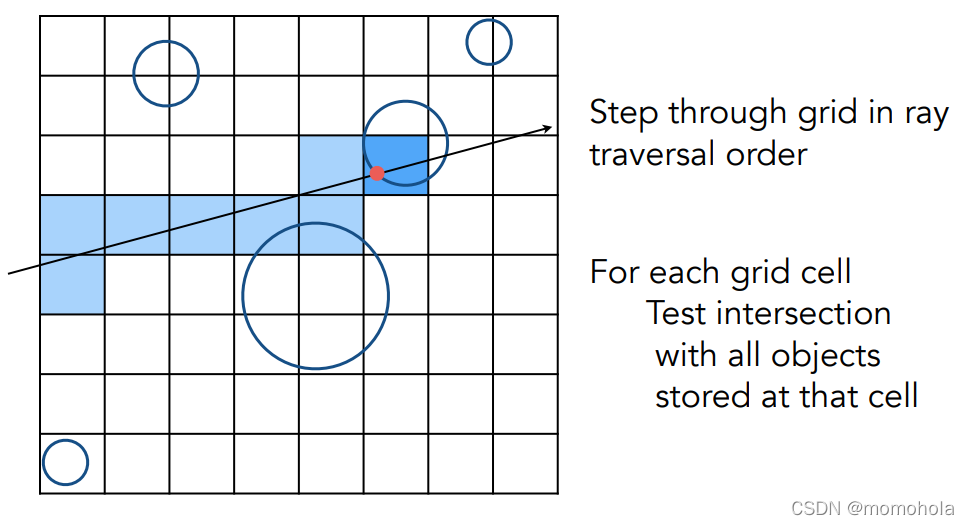 Step through grid in ray
traversal order
For each grid cell
Test intersection
with all objects
stored at that cell
CSDN @momohola